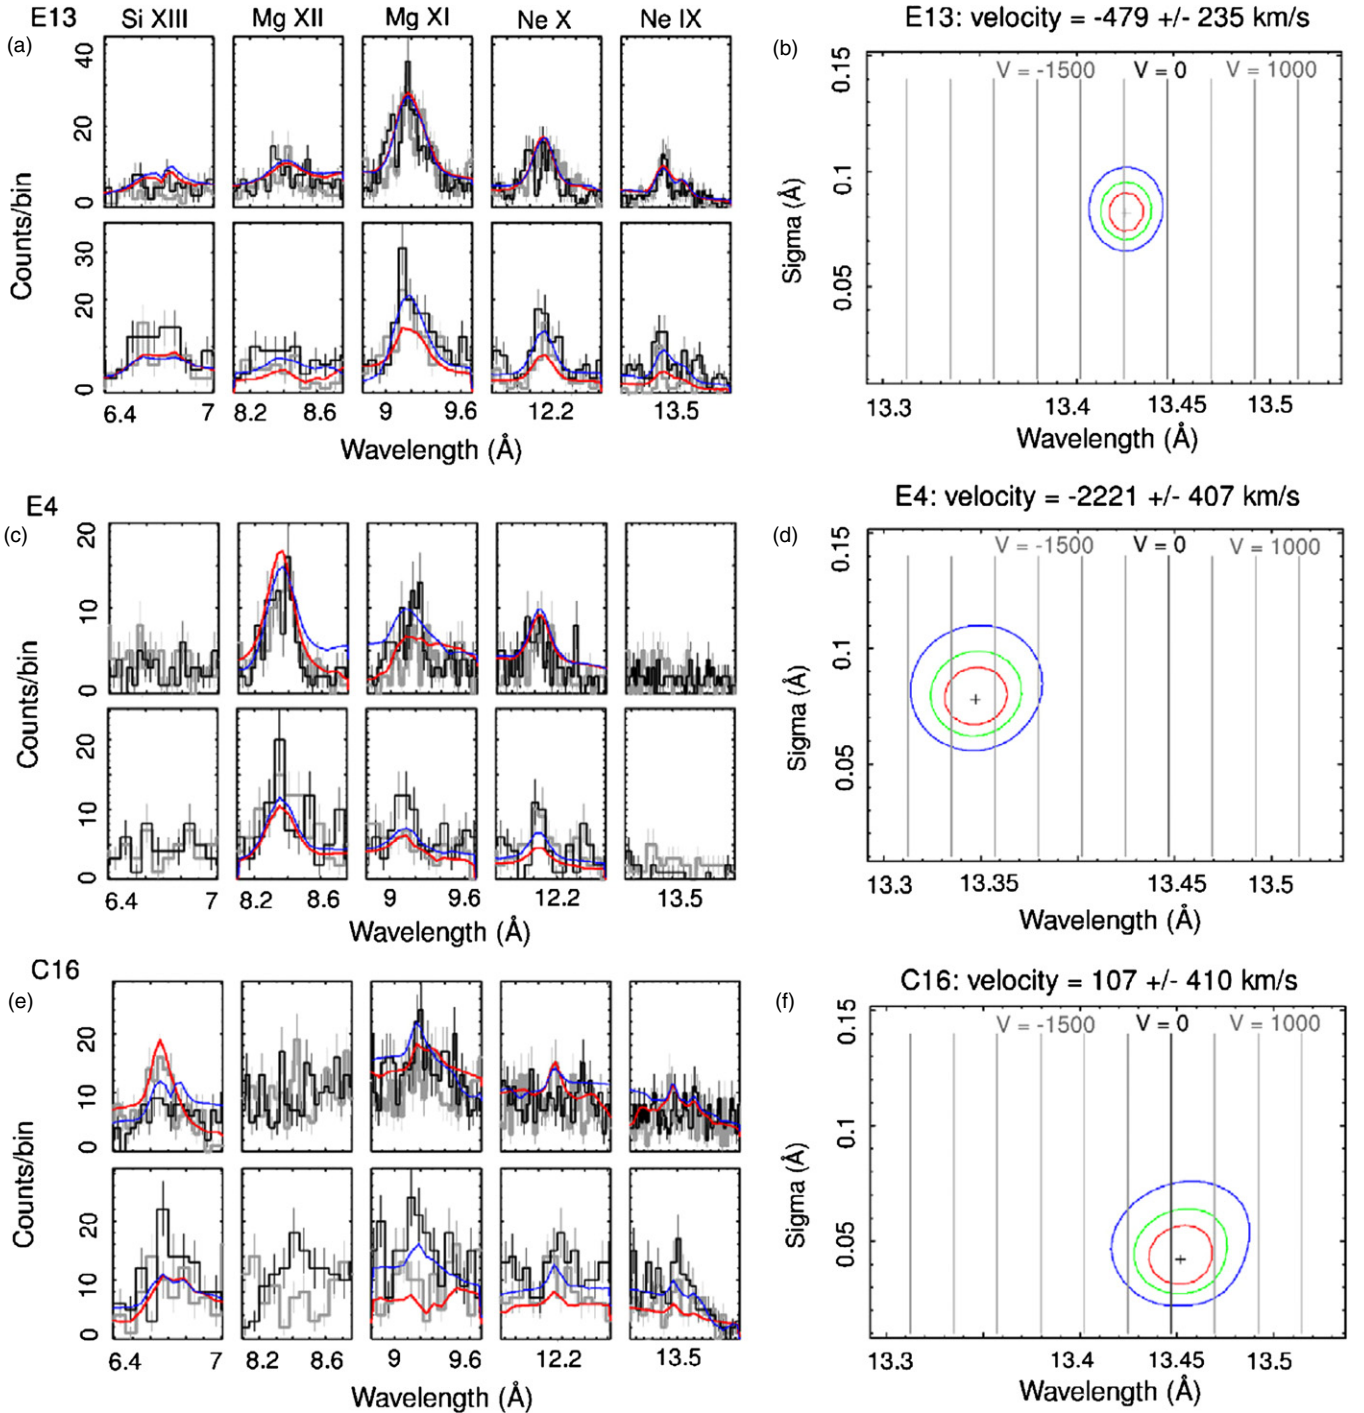 E13 Si XIII Mg XII Mg XI Ne X Ne IX
(a)
40
20
0
Counts/bin
30
20
0
Counts/bin
6.4 7 8.2 8.6 9 9.6 12.2 13.5
Wavelength (Å)
E13: velocity = -479 +/- 235 km/s
(b)
V = -1500 V = 0 V = 1000
0.15
0.1
0.05
Sigma (Å)
13.3 13.4 13.45 13.5
Wavelength (Å)
E4
(c)
20
10
0
Counts/bin
20
10
0
Counts/bin
6.4 7 8.2 8.6 9 9.6 12.2 13.5
Wavelength (Å)
E4: velocity = -2221 +/- 407 km/s
(d)
V = -1500 V = 0 V = 1000
0.15
0.1
0.05
Sigma (Å)
13.3 13.35 13.45 13.5
Wavelength (Å)
C16
(e)
20
10
0
Counts/bin
20
10
0
Counts/bin
6.4 7 8.2 8.6 9 9.6 12.2 13.5
Wavelength (Å)
C16: velocity = 107 +/- 410 km/s
(f)
V = -1500 V = 0 V = 1000
0.15
0.1
0.05
Sigma (Å)
13.3 13.4 13.45 13.5
Wavelength (Å)